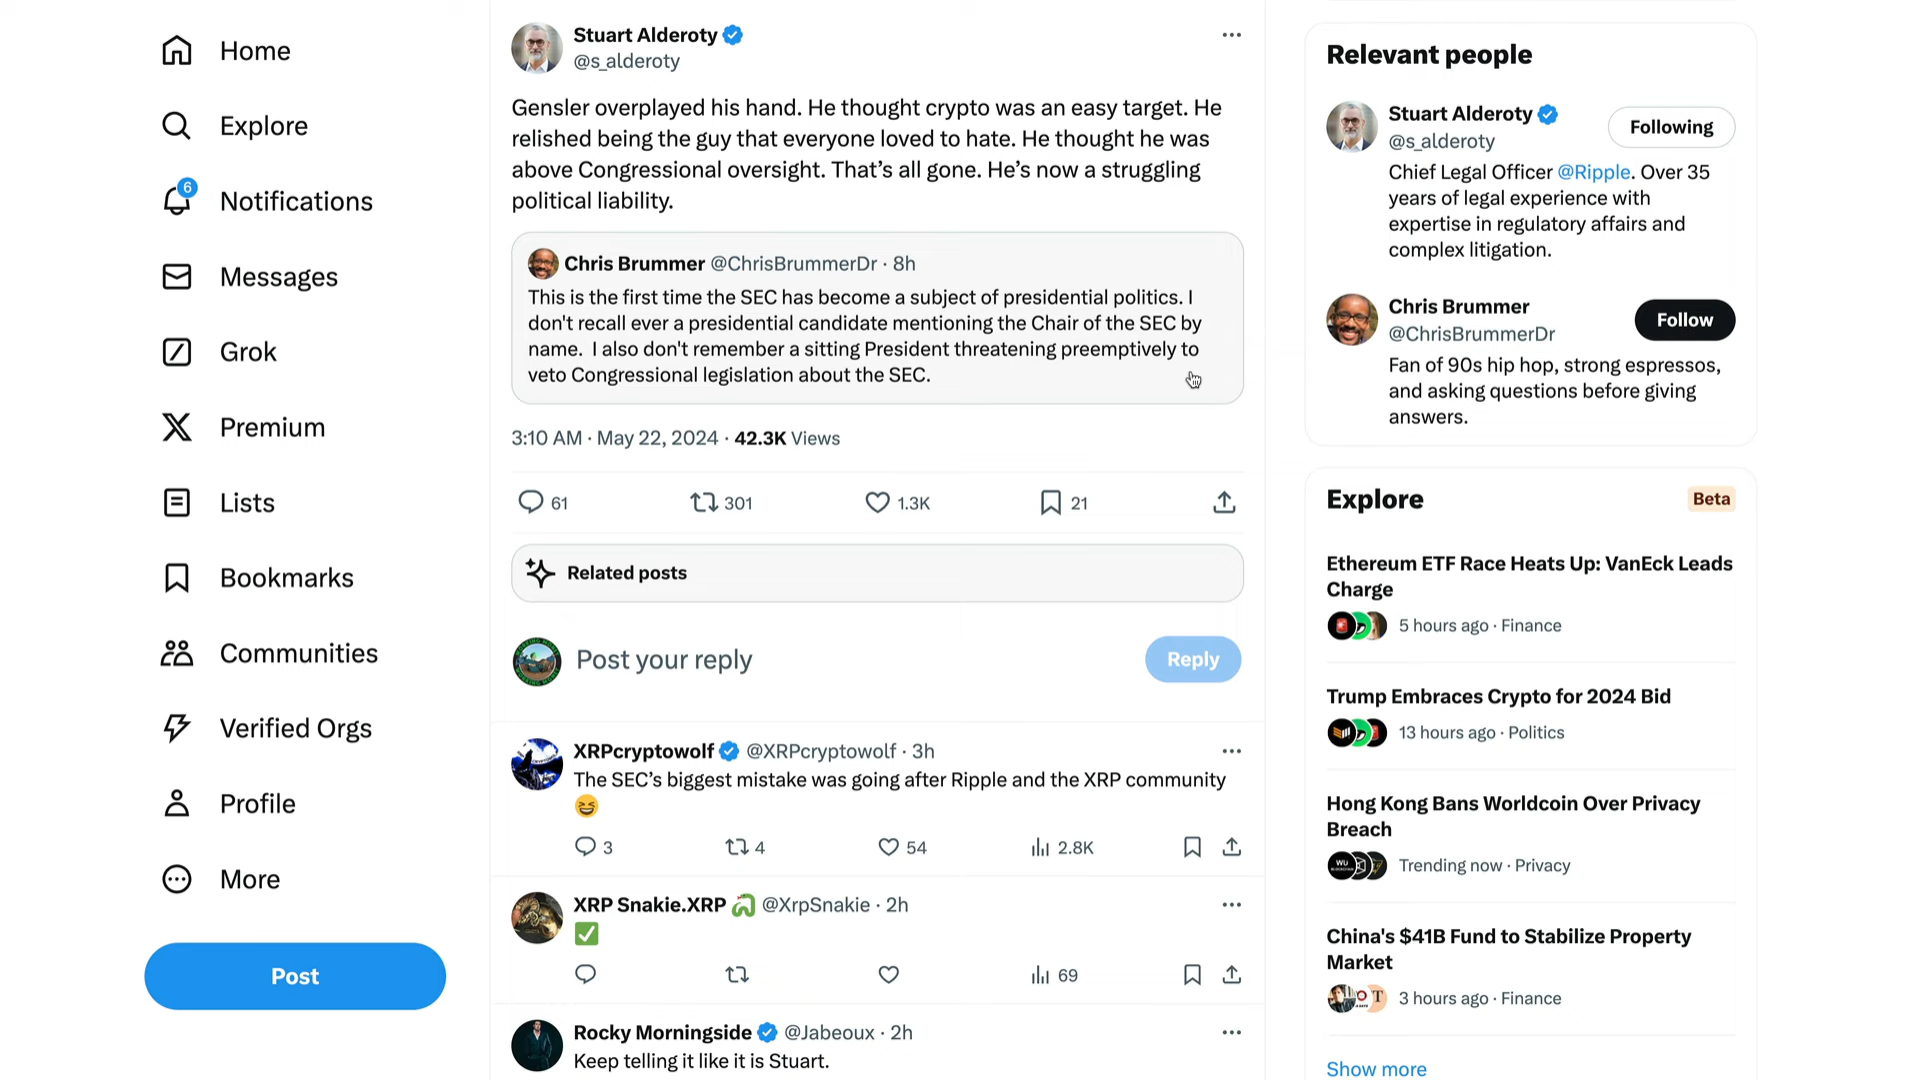 Home
Explore
6
Notifications
Messages
Grok
Premium
Lists
Bookmarks
Communities
Verified Orgs
Profile
More
Post
Stuart Alderoty
@s_alderoty
Gensler overplayed his hand. He thought crypto was an easy target. He
relished being the guy that everyone loved to hate. He thought he was
above Congressional oversight. That’s all gone. He’s now a struggling
political liability.
Chris Brummer @ChrisBrummerDr · 8h
This is the first time the SEC has become a subject of presidential politics. I
don't recall ever a presidential candidate mentioning the Chair of the SEC by
name.  I also don't remember a sitting President threatening preemptively to
veto Congressional legislation about the SEC.
3:10 AM · May 22, 2024 · 42.3K Views
61 301 1.3K 21
Related posts
Post your reply
Reply
XRPcryptowolf @XRPcryptowolf · 3h
The SEC’s biggest mistake was going after Ripple and the XRP community
😆
3 4 54 2.8K
XRP Snakie.XRP 🐍 @XrpSnakie · 2h
✅
69
Rocky Morningside @Jabeoux · 2h
Keep telling it like it is Stuart.
Relevant people
Stuart Alderoty
@s_alderoty
Following
Chief Legal Officer @Ripple. Over 35
years of legal experience with
expertise in regulatory affairs and
complex litigation.
Chris Brummer
@ChrisBrummerDr
Follow
Fan of 90s hip hop, strong espressos,
and asking questions before giving
answers.
Explore
Beta
Ethereum ETF Race Heats Up: VanEck Leads
Charge
5 hours ago · Finance
Trump Embraces Crypto for 2024 Bid
13 hours ago · Politics
Hong Kong Bans Worldcoin Over Privacy
Breach
WU
Trending now · Privacy
China's $41B Fund to Stabilize Property
Market
T
3 hours ago · Finance
Show more